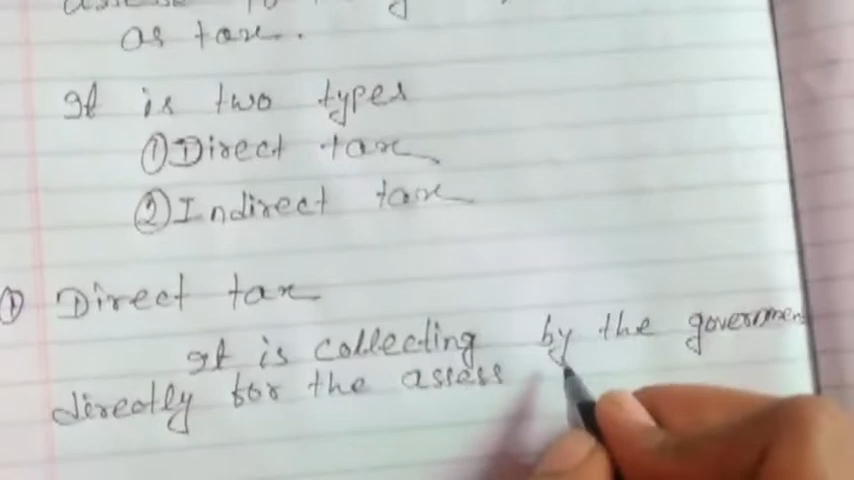 as tax.
It is two types
① Direct tax
② Indirect tax
① Direct tax
It is collecting by the government
directly for the assess